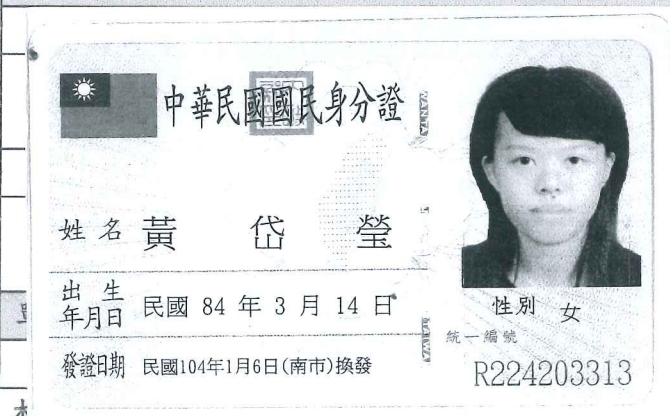 中華民國國民身分證
姓名 黃岱瑩
出生年月日 民國 84 年 3 月 14 日
性別 女
發證日期 民國104年1月6日(南市)換發
統一編號
R224203313